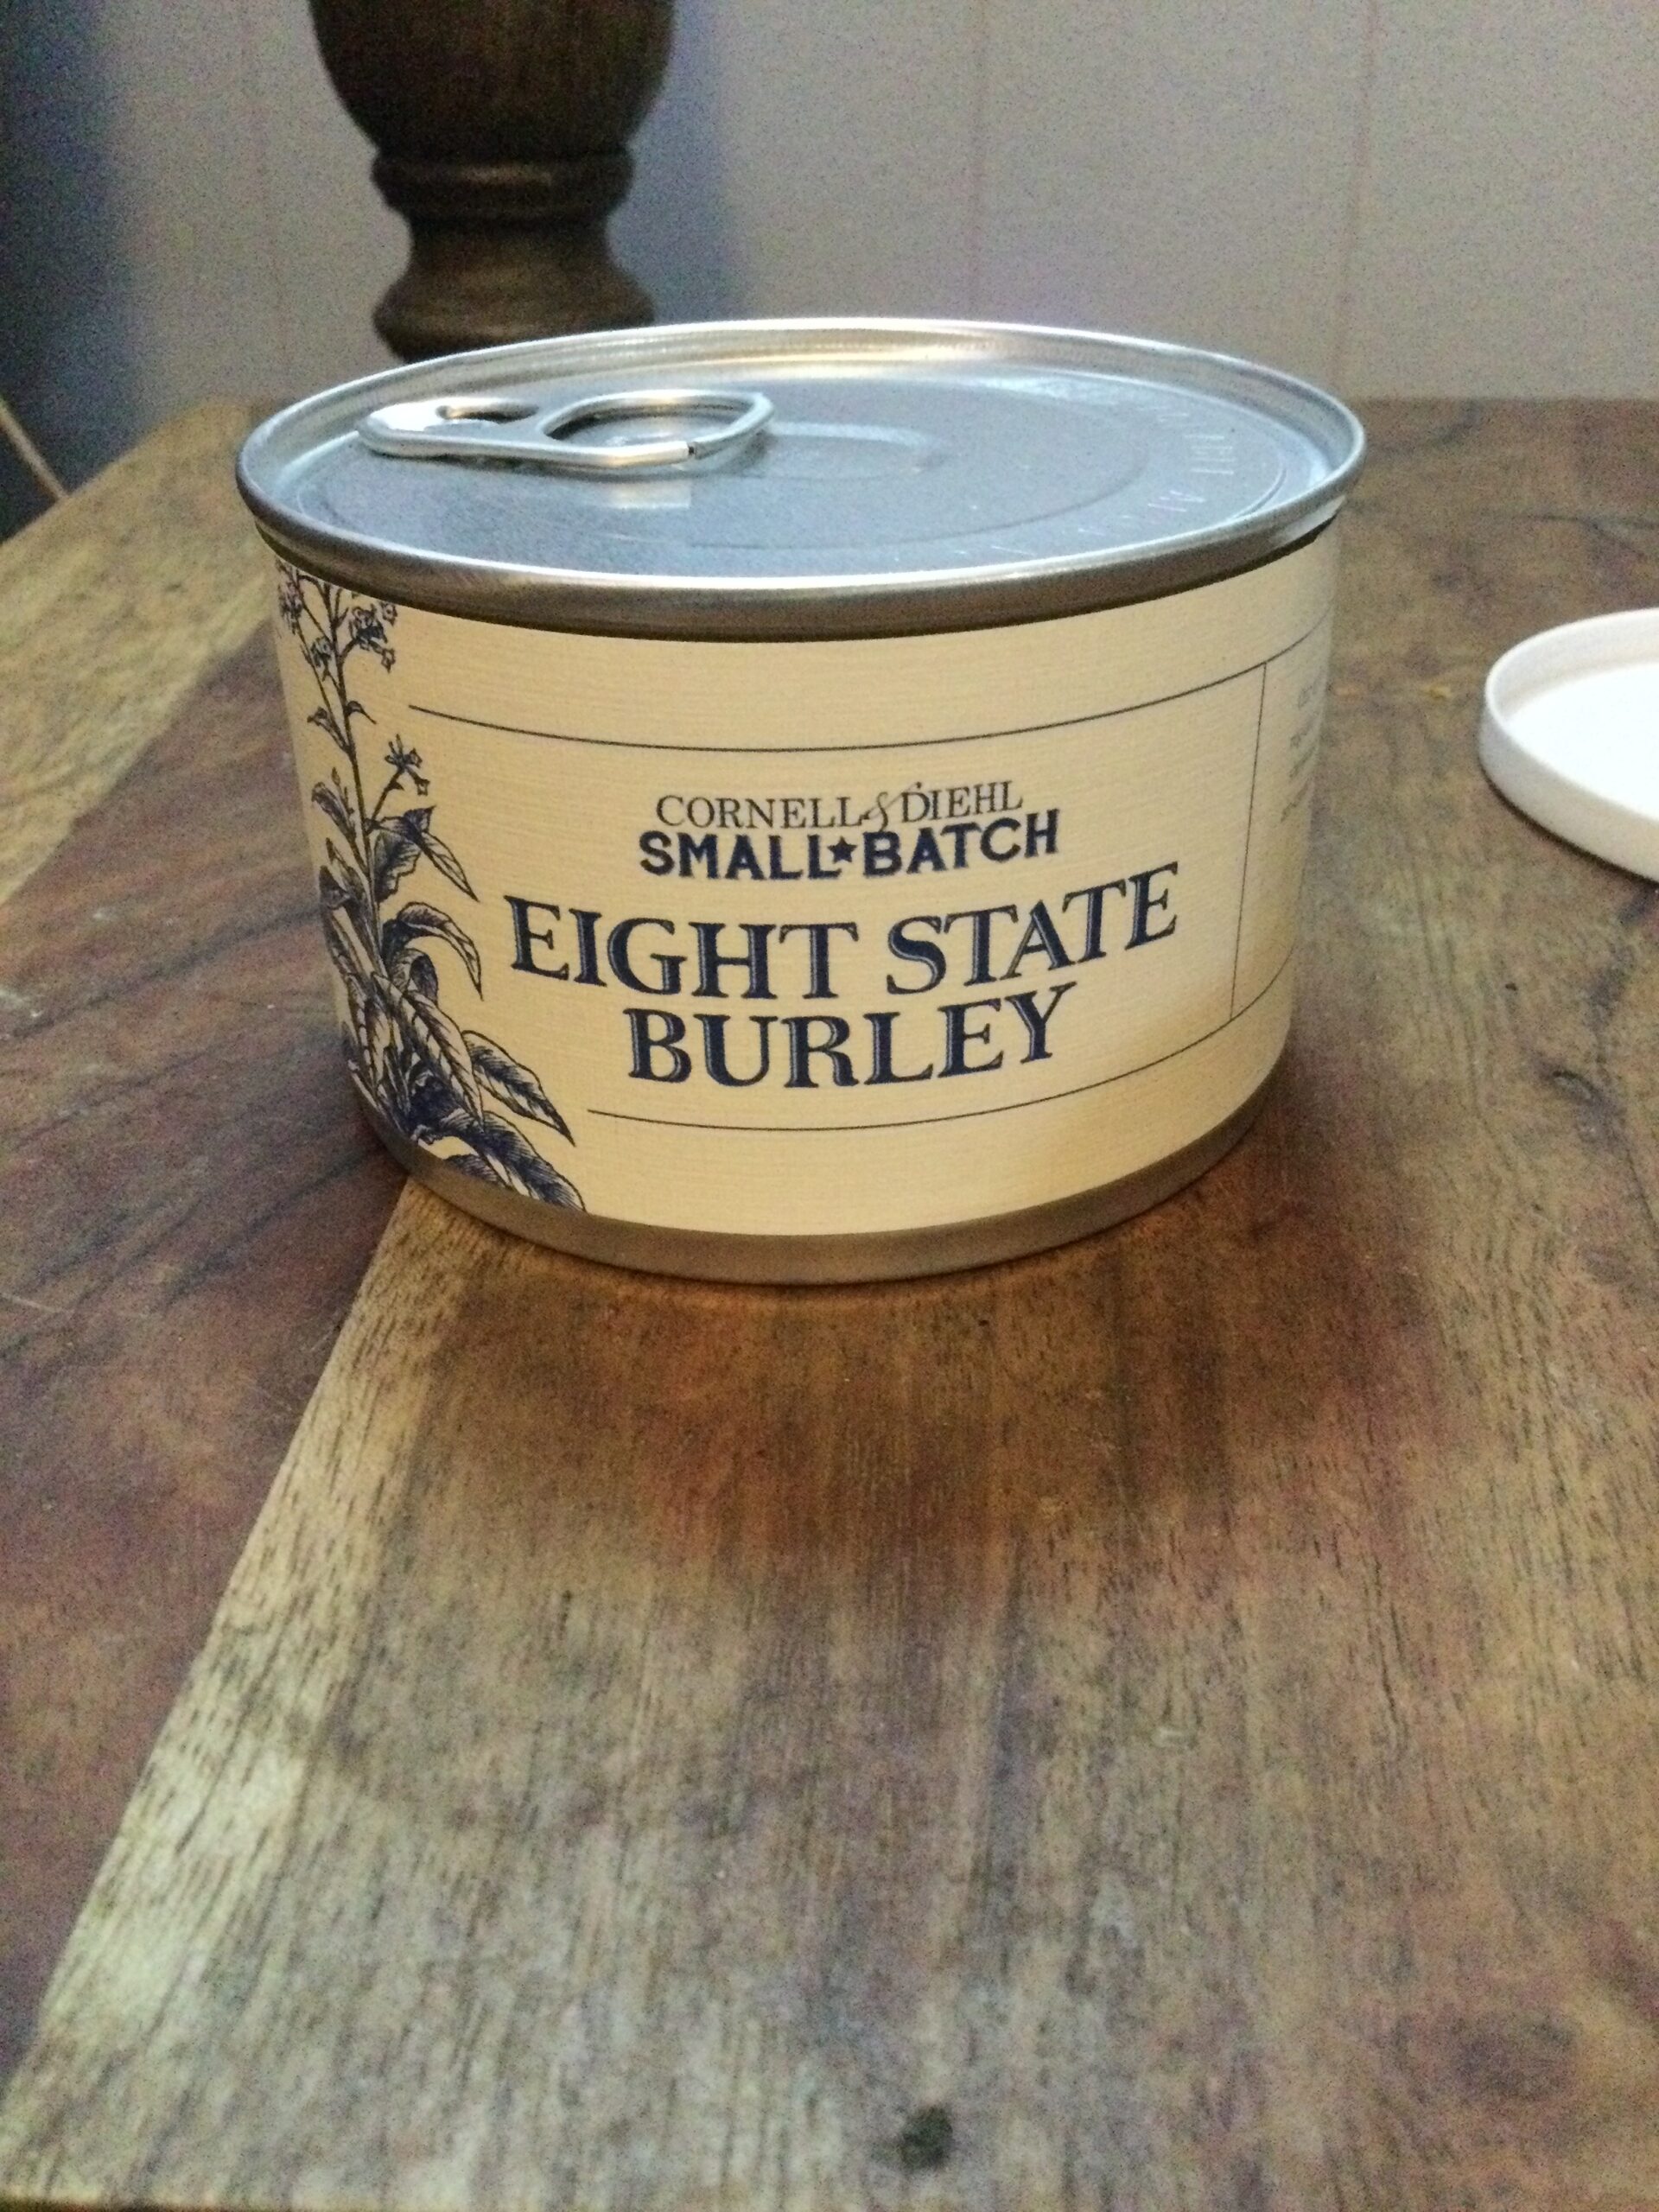 CORNELL & DIEHL
SMALL★BATCH
EIGHT STATE
BURLEY